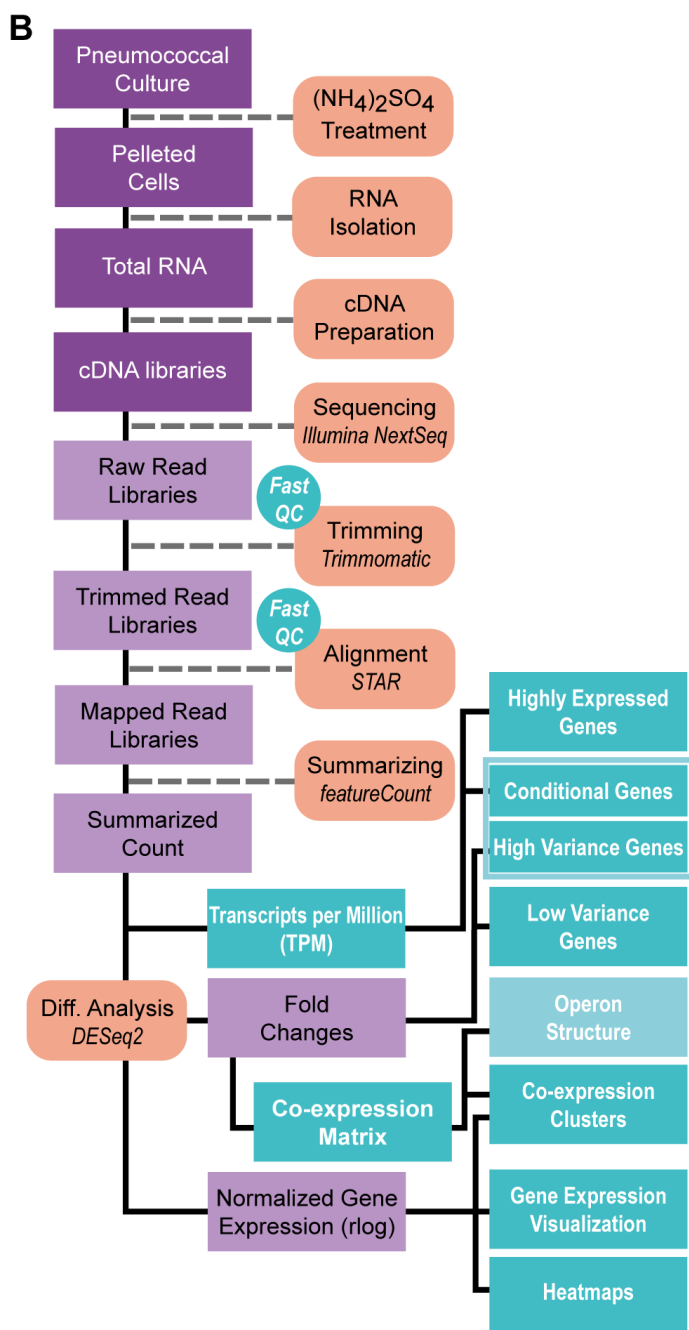 B
Pneumococcal
Culture
(NH4)2SO4
Treatment
Pelleted
Cells
RNA
Isolation
Total RNA
cDNA
Preparation
cDNA libraries
Sequencing
Illumina NextSeq
Raw Read
Libraries
Fast
QC
Trimming
Trimmomatic
Trimmed Read
Libraries
Fast
QC
Alignment
STAR
Mapped Read
Libraries
Summarizing
featureCount
Summarized
Count
Highly Expressed
Genes
Conditional Genes
High Variance Genes
Transcripts per Million
(TPM)
Low Variance
Genes
Diff. Analysis
DESeq2
Fold
Changes
Operon
Structure
Co-expression
Matrix
Co-expression
Clusters
Normalized Gene
Expression (rlog)
Gene Expression
Visualization
Heatmaps